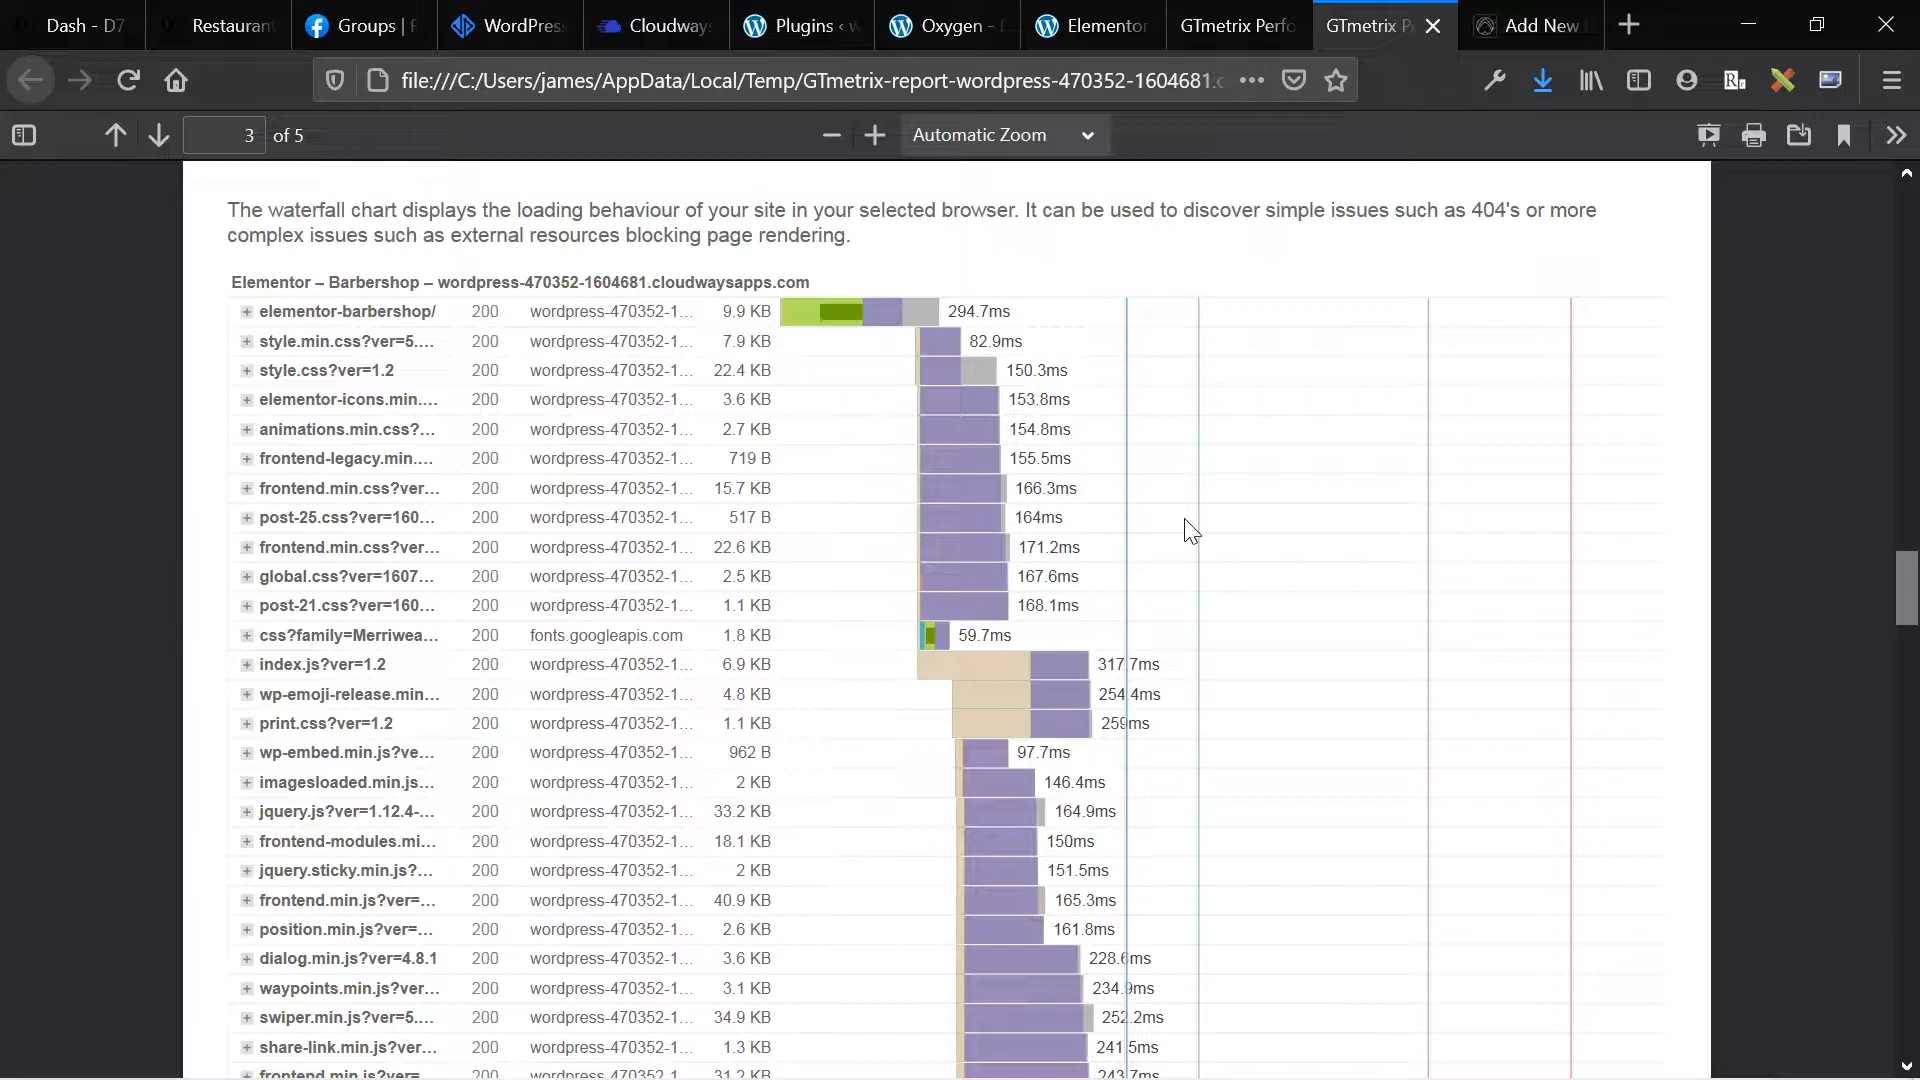 Dash - D7
Restaurant
Groups | f
WordPress
Cloudways
Plugins ‹ w
Oxygen -
Elementor
GTmetrix Perfo
GTmetrix P
Add New
file:///C:/Users/james/AppData/Local/Temp/GTmetrix-report-wordpress-470352-1604681.c
3 of 5
Automatic Zoom
The waterfall chart displays the loading behaviour of your site in your selected browser. It can be used to discover simple issues such as 404's or more
complex issues such as external resources blocking page rendering.
Elementor – Barbershop – wordpress-470352-1604681.cloudwaysapps.com
elementor-barbershop/ 200 wordpress-470352-1... 9.9 KB 294.7ms
style.min.css?ver=5.... 200 wordpress-470352-1... 7.9 KB 82.9ms
style.css?ver=1.2 200 wordpress-470352-1... 22.4 KB 150.3ms
elementor-icons.min.... 200 wordpress-470352-1... 3.6 KB 153.8ms
animations.min.css?... 200 wordpress-470352-1... 2.7 KB 154.8ms
frontend-legacy.min.... 200 wordpress-470352-1... 719 B 155.5ms
frontend.min.css?ver... 200 wordpress-470352-1... 15.7 KB 166.3ms
post-25.css?ver=160... 200 wordpress-470352-1... 517 B 164ms
frontend.min.css?ver... 200 wordpress-470352-1... 22.6 KB 171.2ms
global.css?ver=1607... 200 wordpress-470352-1... 2.5 KB 167.6ms
post-21.css?ver=160... 200 wordpress-470352-1... 1.1 KB 168.1ms
css?family=Merriwea... 200 fonts.googleapis.com 1.8 KB 59.7ms
index.js?ver=1.2 200 wordpress-470352-1... 6.9 KB 317.7ms
wp-emoji-release.min... 200 wordpress-470352-1... 4.8 KB 254.4ms
print.css?ver=1.2 200 wordpress-470352-1... 1.1 KB 259ms
wp-embed.min.js?ve... 200 wordpress-470352-1... 962 B 97.7ms
imagesloaded.min.js... 200 wordpress-470352-1... 2 KB 146.4ms
jquery.js?ver=1.12.4-... 200 wordpress-470352-1... 33.2 KB 164.9ms
frontend-modules.mi... 200 wordpress-470352-1... 18.1 KB 150ms
jquery.sticky.min.js?... 200 wordpress-470352-1... 2 KB 151.5ms
frontend.min.js?ver=... 200 wordpress-470352-1... 40.9 KB 165.3ms
position.min.js?ver=... 200 wordpress-470352-1... 2.6 KB 161.8ms
dialog.min.js?ver=4.8.1 200 wordpress-470352-1... 3.6 KB 228.6ms
waypoints.min.js?ver... 200 wordpress-470352-1... 3.1 KB 234.9ms
swiper.min.js?ver=5.... 200 wordpress-470352-1... 34.9 KB 252.2ms
share-link.min.js?ver... 200 wordpress-470352-1... 1.3 KB 241.5ms
frontend.min.js?ver=... 200 wordpress-470352-1... 31.2 KB 243.7ms